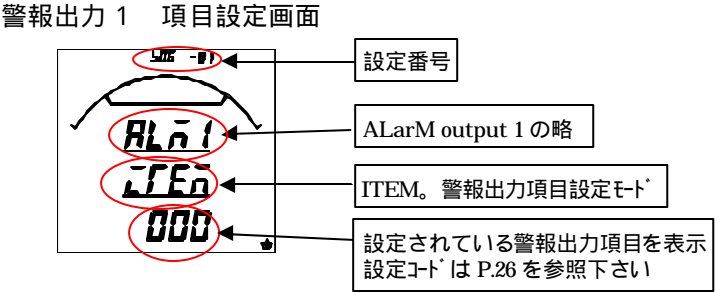 警報出力 1　項目設定画面
設定番号
ALM1
ALarM output 1 の略
ITEM
ITEM。警報出力項目設定ﾓｰﾄﾞ
000
設定されている警報出力項目を表示
設定ｺｰﾄﾞは P.26 を参照下さい